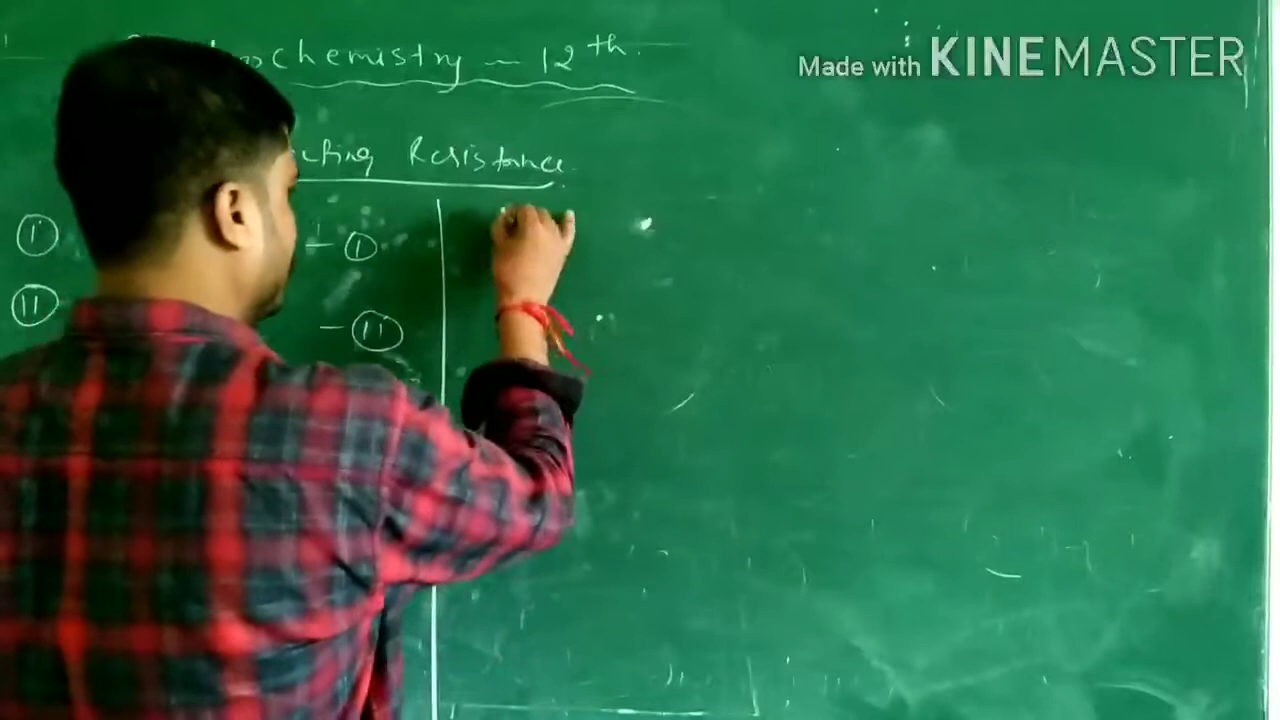 Made with KINEMASTER
chemistry - 12th.
Resistance
① - ①
⑪ - ⑪